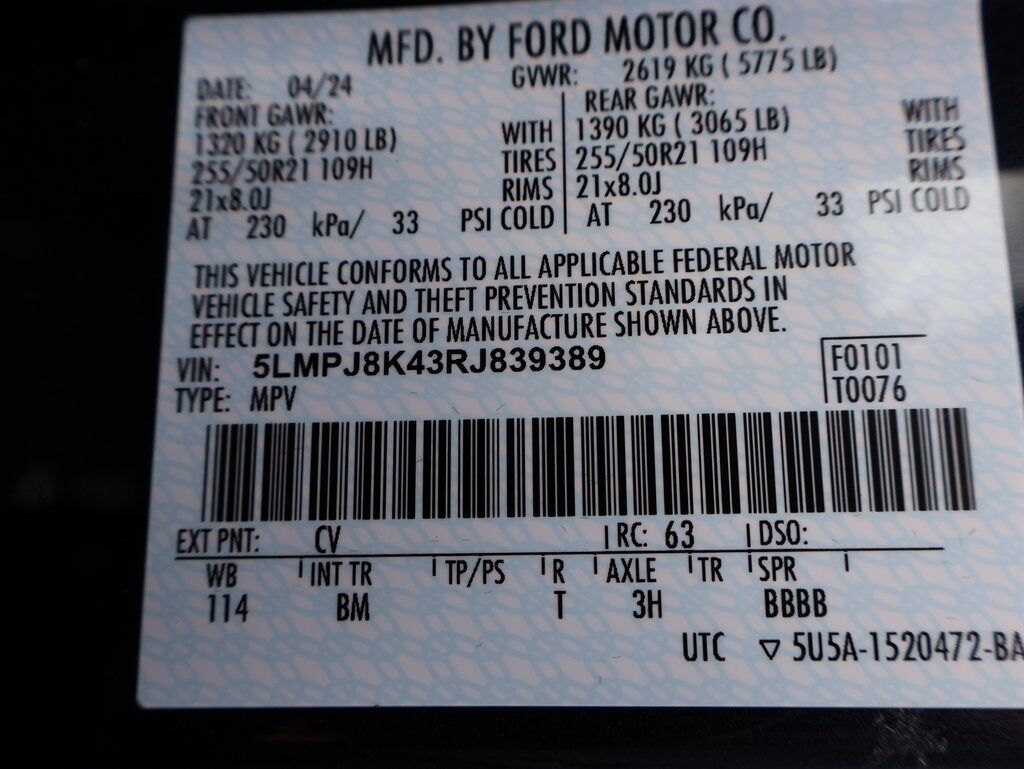 MFD. BY FORD MOTOR CO.
DATE: 04/24 GVWR: 2619 KG ( 5775 LB)
FRONT GAWR: REAR GAWR:
1320 KG ( 2910 LB) WITH 1390 KG ( 3065 LB) WITH
255/50R21 109H TIRES 255/50R21 109H TIRES
21x8.0J RIMS 21x8.0J RIMS
AT 230 kPa/ 33 PSI COLD AT 230 kPa/ 33 PSI COLD
THIS VEHICLE CONFORMS TO ALL APPLICABLE FEDERAL MOTOR
VEHICLE SAFETY AND THEFT PREVENTION STANDARDS IN
EFFECT ON THE DATE OF MANUFACTURE SHOWN ABOVE.
VIN: 5LMPJ8K43RJ839389 F0101
TYPE: MPV T0076
EXT PNT: CV RC: 63 DSO:
WB INT TR TP/PS R AXLE TR SPR
114 BM T 3H BBBB
UTC ▽ 5U5A-1520472-BA